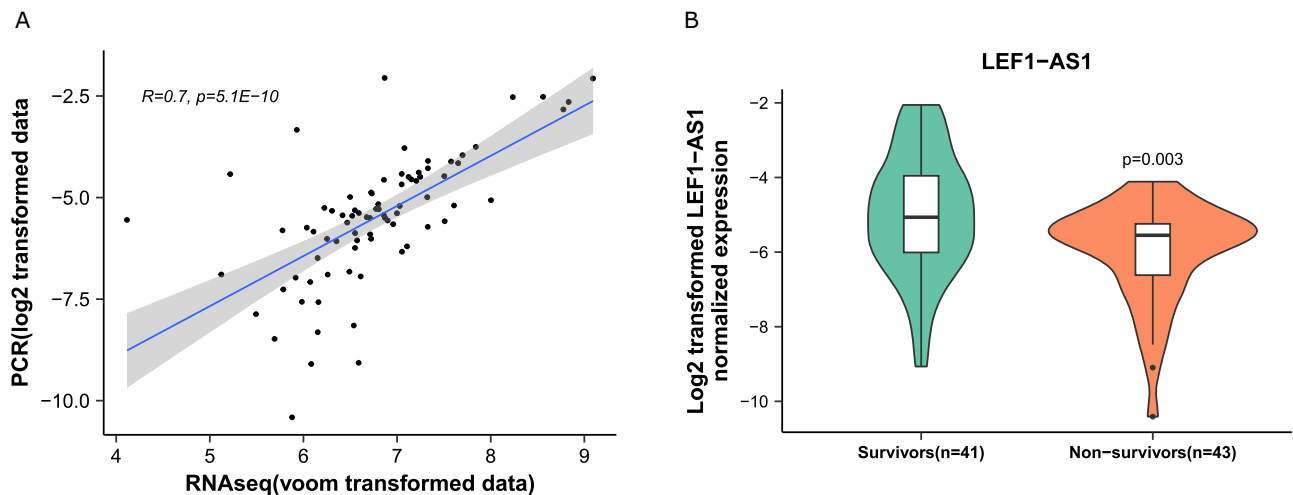 A
R=0.7, p=5.1E−10
−2.5
−5.0
−7.5
−10.0
PCR(log2 transformed data
4 5 6 7 8 9
RNAseq(voom transformed data)
B
LEF1−AS1
p=0.003
−2
−4
−6
−8
−10
Log2 transformed LEF1−AS1
normalized expression
Survivors(n=41) Non−survivors(n=43)